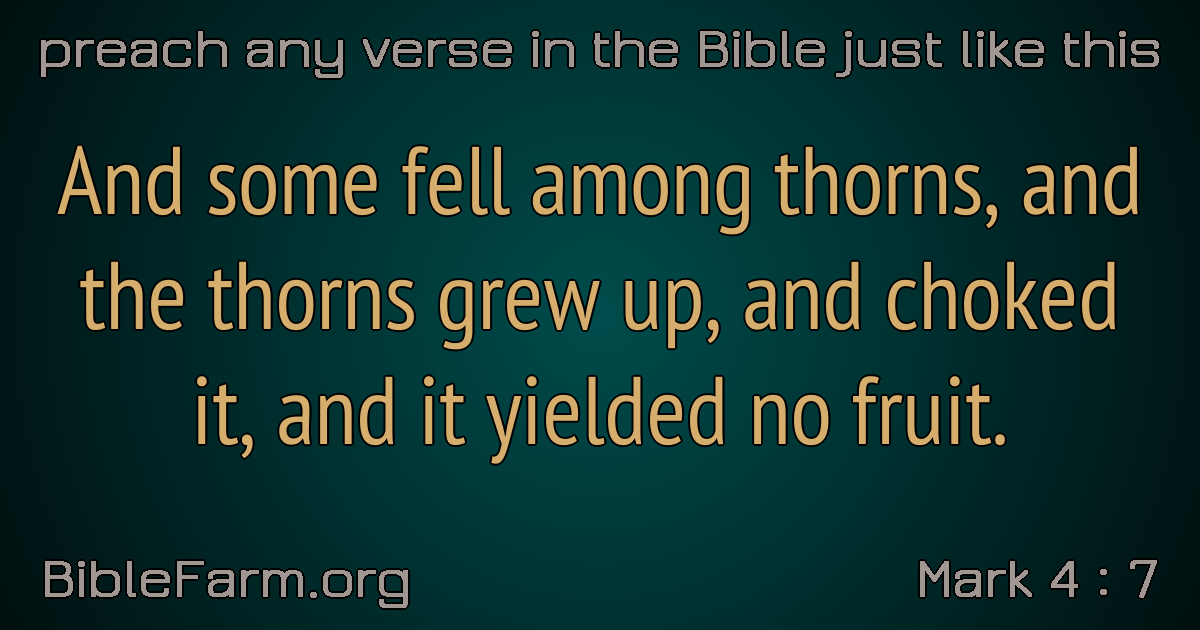 preach any verse in the Bible just like this
And some fell among thorns, and
the thorns grew up, and choked
it, and it yielded no fruit.
BibleFarm.org
Mark 4 : 7